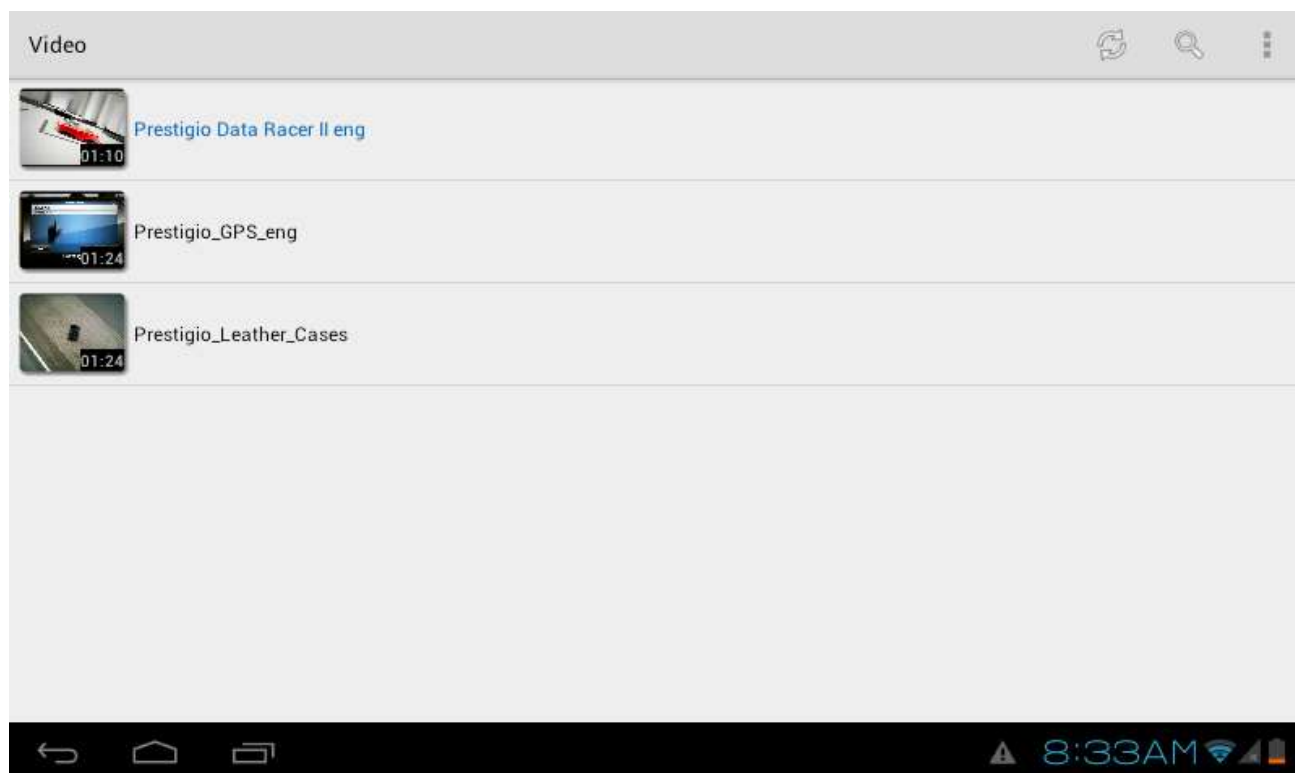 Video
01:10
Prestigio Data Racer II eng
01:24
Prestigio_GPS_eng
01:24
Prestigio_Leather_Cases
8:33AM